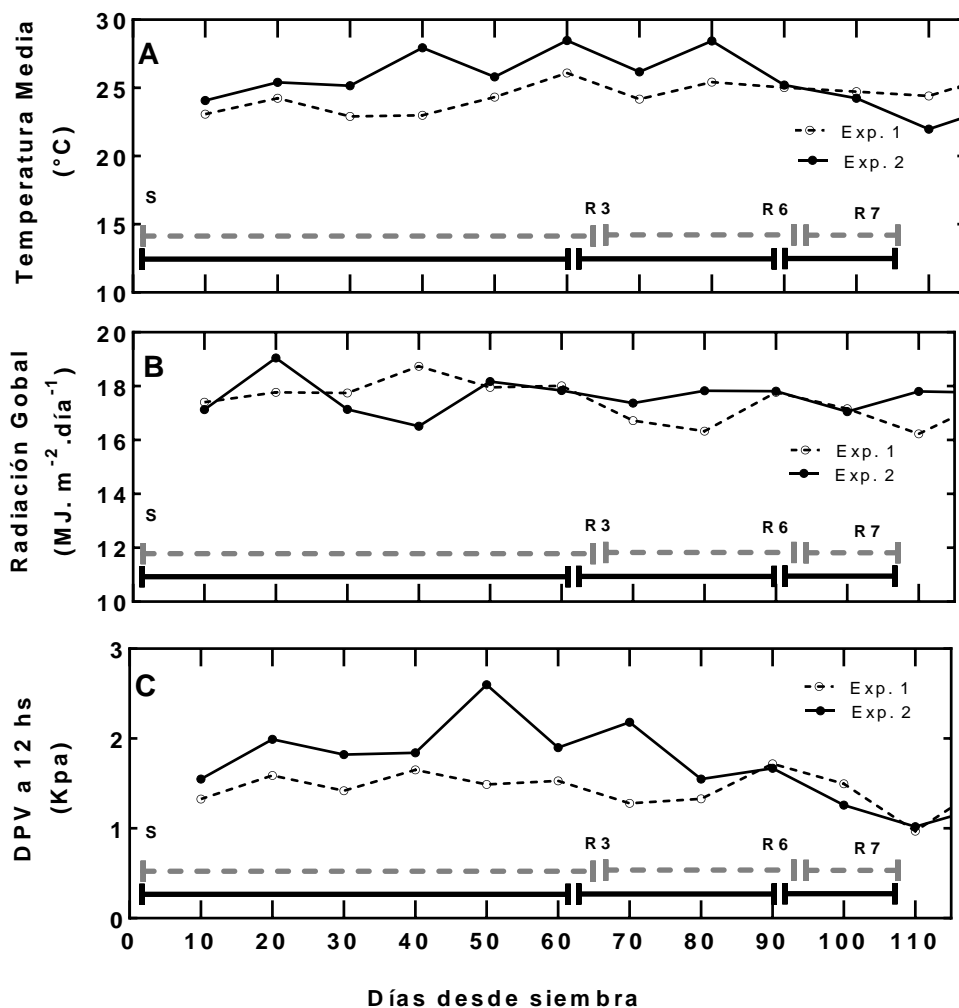 A
Temperatura Media
(°C)
30
25
20
15
10
Exp. 1
Exp. 2
S
R3
R6
R7
B
Radiación Gobal
(MJ. m⁻².día⁻¹)
20
18
16
14
12
10
Exp. 1
Exp. 2
S
R3
R6
R7
C
DPV a 12 hs
(Kpa)
3
2
1
0
Exp. 1
Exp. 2
S
R3
R6
R7
0 10 20 30 40 50 60 70 80 90 100 110
Días desde siembra